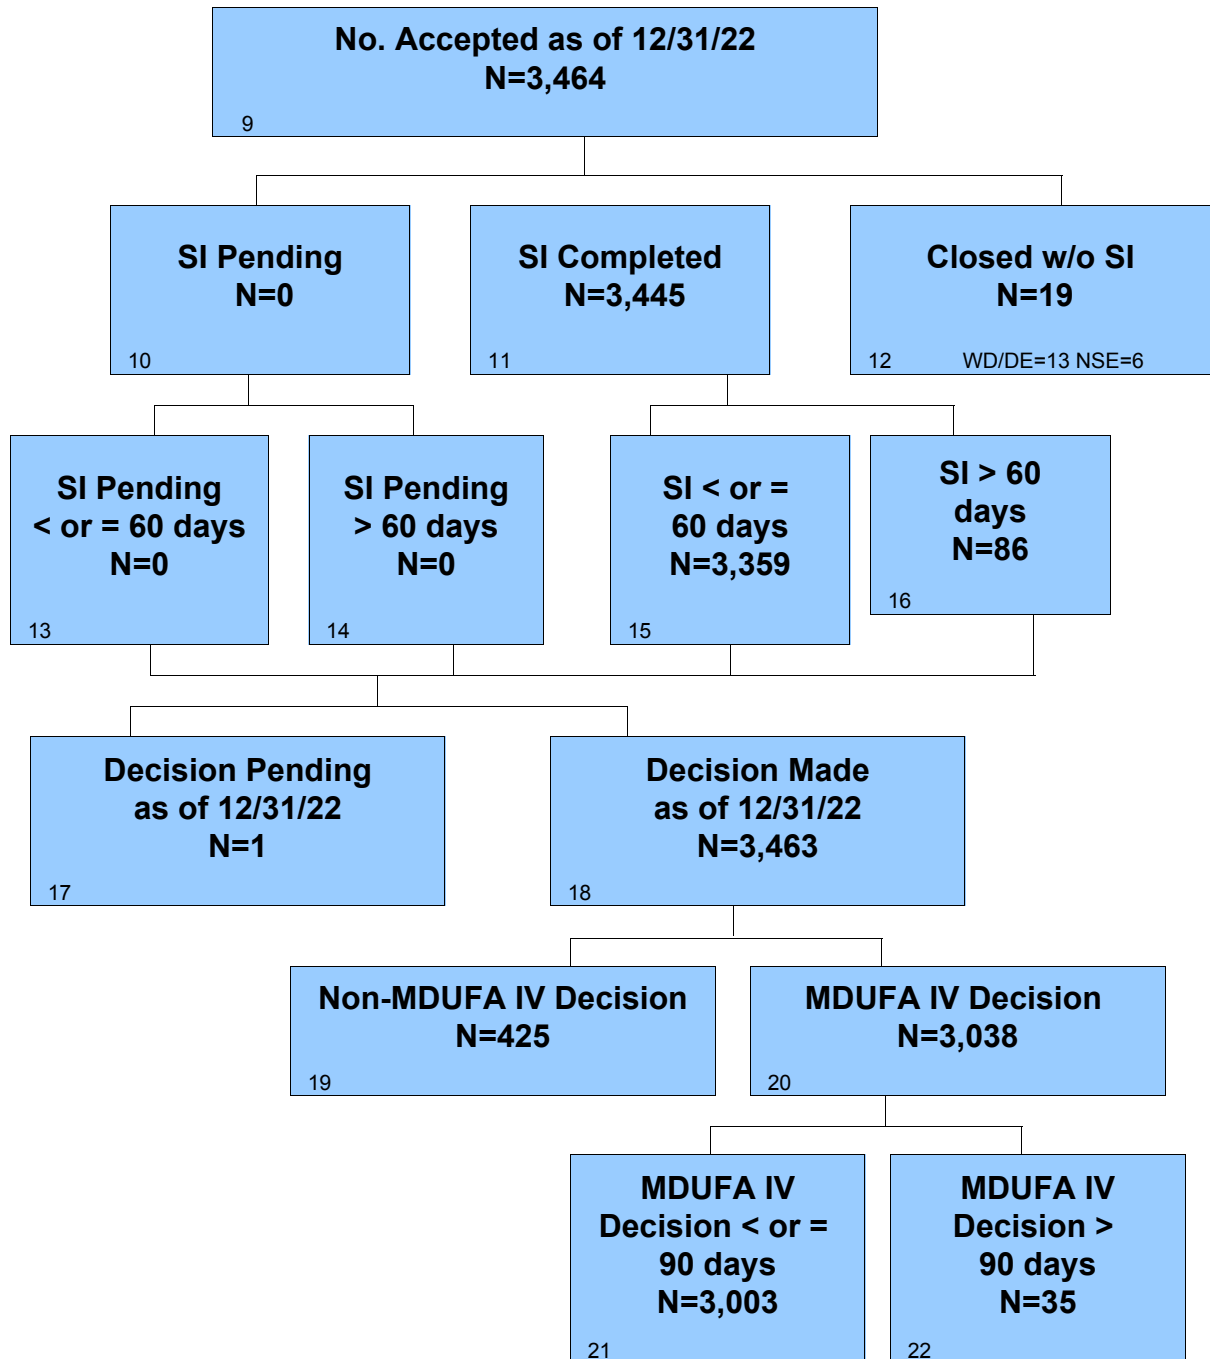 No. Accepted as of 12/31/22
N=3,464
9
SI Pending
N=0
10
SI Completed
N=3,445
11
Closed w/o SI
N=19
12 WD/DE=13 NSE=6
SI Pending
< or = 60 days
N=0
13
SI Pending
> 60 days
N=0
14
SI < or =
60 days
N=3,359
15
SI > 60
days
N=86
16
Decision Pending
as of 12/31/22
N=1
17
Decision Made
as of 12/31/22
N=3,463
18
Non-MDUFA IV Decision
N=425
19
MDUFA IV Decision
N=3,038
20
MDUFA IV
Decision < or =
90 days
N=3,003
21
MDUFA IV
Decision >
90 days
N=35
22